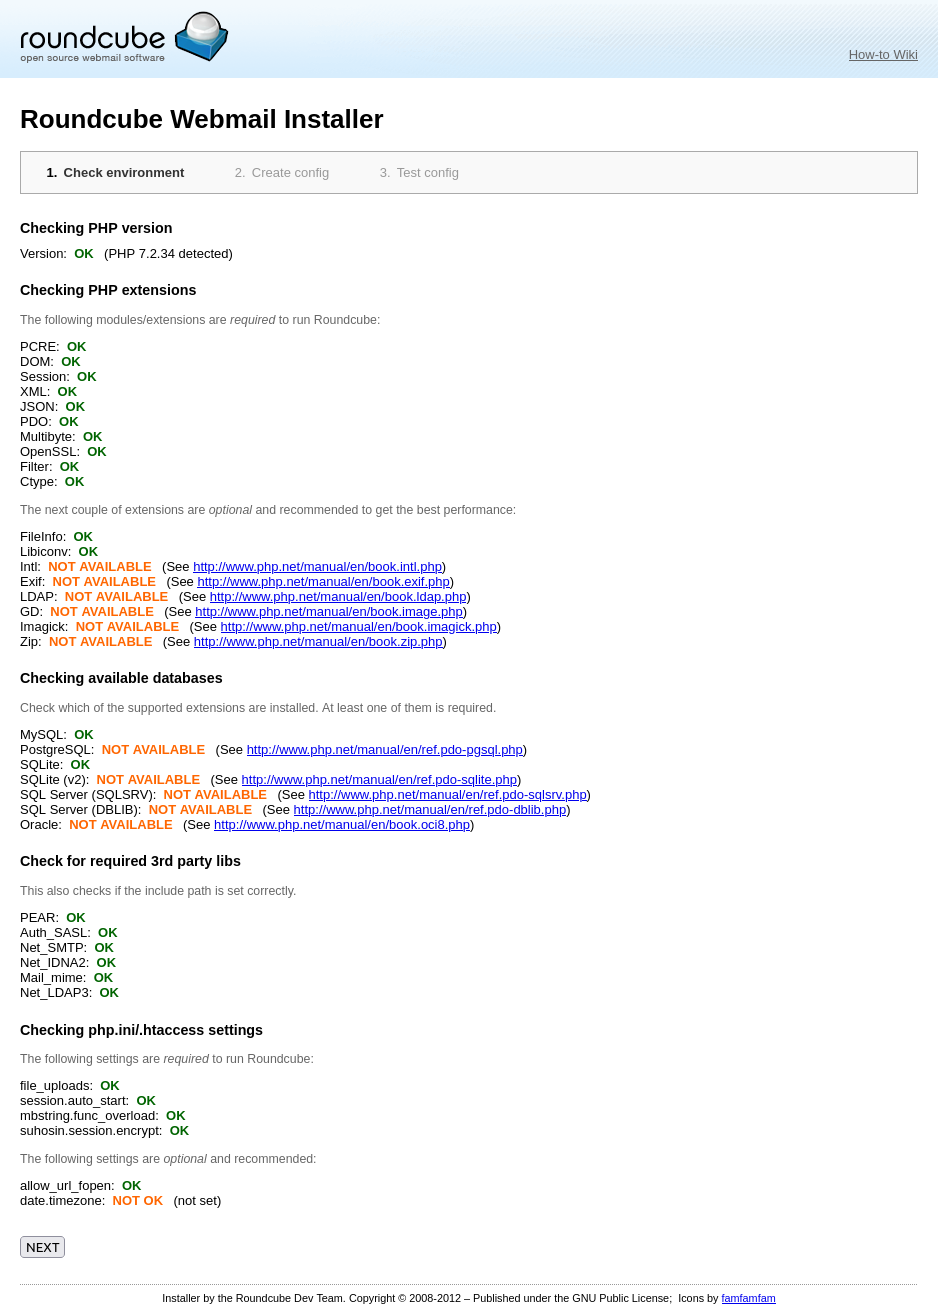 roundcube
open source webmail software
How-to Wiki
Roundcube Webmail Installer
1. Check environment 2. Create config 3. Test config
Checking PHP version
Version: OK (PHP 7.2.34 detected)
Checking PHP extensions
The following modules/extensions are required to run Roundcube:
PCRE: OK
DOM: OK
Session: OK
XML: OK
JSON: OK
PDO: OK
Multibyte: OK
OpenSSL: OK
Filter: OK
Ctype: OK
The next couple of extensions are optional and recommended to get the best performance:
FileInfo: OK
Libiconv: OK
Intl: NOT AVAILABLE (See http://www.php.net/manual/en/book.intl.php)
Exif: NOT AVAILABLE (See http://www.php.net/manual/en/book.exif.php)
LDAP: NOT AVAILABLE (See http://www.php.net/manual/en/book.ldap.php)
GD: NOT AVAILABLE (See http://www.php.net/manual/en/book.image.php)
Imagick: NOT AVAILABLE (See http://www.php.net/manual/en/book.imagick.php)
Zip: NOT AVAILABLE (See http://www.php.net/manual/en/book.zip.php)
Checking available databases
Check which of the supported extensions are installed. At least one of them is required.
MySQL: OK
PostgreSQL: NOT AVAILABLE (See http://www.php.net/manual/en/ref.pdo-pgsql.php)
SQLite: OK
SQLite (v2): NOT AVAILABLE (See http://www.php.net/manual/en/ref.pdo-sqlite.php)
SQL Server (SQLSRV): NOT AVAILABLE (See http://www.php.net/manual/en/ref.pdo-sqlsrv.php)
SQL Server (DBLIB): NOT AVAILABLE (See http://www.php.net/manual/en/ref.pdo-dblib.php)
Oracle: NOT AVAILABLE (See http://www.php.net/manual/en/book.oci8.php)
Check for required 3rd party libs
This also checks if the include path is set correctly.
PEAR: OK
Auth_SASL: OK
Net_SMTP: OK
Net_IDNA2: OK
Mail_mime: OK
Net_LDAP3: OK
Checking php.ini/.htaccess settings
The following settings are required to run Roundcube:
file_uploads: OK
session.auto_start: OK
mbstring.func_overload: OK
suhosin.session.encrypt: OK
The following settings are optional and recommended:
allow_url_fopen: OK
date.timezone: NOT OK (not set)
NEXT
Installer by the Roundcube Dev Team. Copyright © 2008-2012 – Published under the GNU Public License; Icons by famfamfam